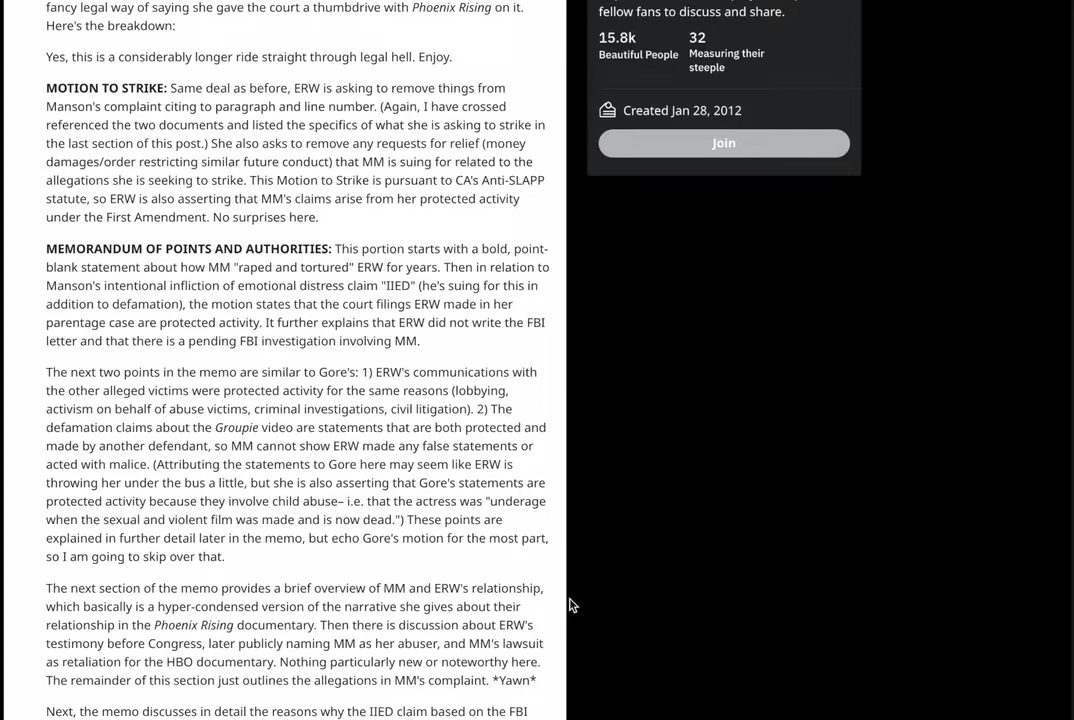 fancy legal way of saying she gave the court a thumbdrive with Phoenix Rising on it.
Here's the breakdown:
Yes, this is a considerably longer ride straight through legal hell. Enjoy.
MOTION TO STRIKE: Same deal as before, ERW is asking to remove things from
Manson's complaint citing to paragraph and line number. (Again, I have crossed
referenced the two documents and listed the specifics of what she is asking to strike in
the last section of this post.) She also asks to remove any requests for relief (money
damages/order restricting similar future conduct) that MM is suing for related to the
allegations she is seeking to strike. This Motion to Strike is pursuant to CA's Anti-SLAPP
statute, so ERW is also asserting that MM's claims arise from her protected activity
under the First Amendment. No surprises here.
MEMORANDUM OF POINTS AND AUTHORITIES: This portion starts with a bold, point-
blank statement about how MM "raped and tortured" ERW for years. Then in relation to
Manson's intentional infliction of emotional distress claim "IIED" (he's suing for this in
addition to defamation), the motion states that the court filings ERW made in her
parentage case are protected activity. It further explains that ERW did not write the FBI
letter and that there is a pending FBI investigation involving MM.
The next two points in the memo are similar to Gore's: 1) ERW's communications with
the other alleged victims were protected activity for the same reasons (lobbying,
activism on behalf of abuse victims, criminal investigations, civil litigation). 2) The
defamation claims about the Groupie video are statements that are both protected and
made by another defendant, so MM cannot show ERW made any false statements or
acted with malice. (Attributing the statements to Gore here may seem like ERW is
throwing her under the bus a little, but she is also asserting that Gore's statements are
protected activity because they involve child abuse– i.e. that the actress was "underage
when the sexual and violent film was made and is now dead.") These points are
explained in further detail later in the memo, but echo Gore's motion for the most part,
so I am going to skip over that.
The next section of the memo provides a brief overview of MM and ERW's relationship,
which basically is a hyper-condensed version of the narrative she gives about their
relationship in the Phoenix Rising documentary. Then there is discussion about ERW's
testimony before Congress, later publicly naming MM as her abuser, and MM's lawsuit
as retaliation for the HBO documentary. Nothing particularly new or noteworthy here.
The remainder of this section just outlines the allegations in MM's complaint. *Yawn*
Next, the memo discusses in detail the reasons why the IIED claim based on the FBI
fellow fans to discuss and share.
15.8k 32
Beautiful People Measuring their
steeple
Created Jan 28, 2012
Join